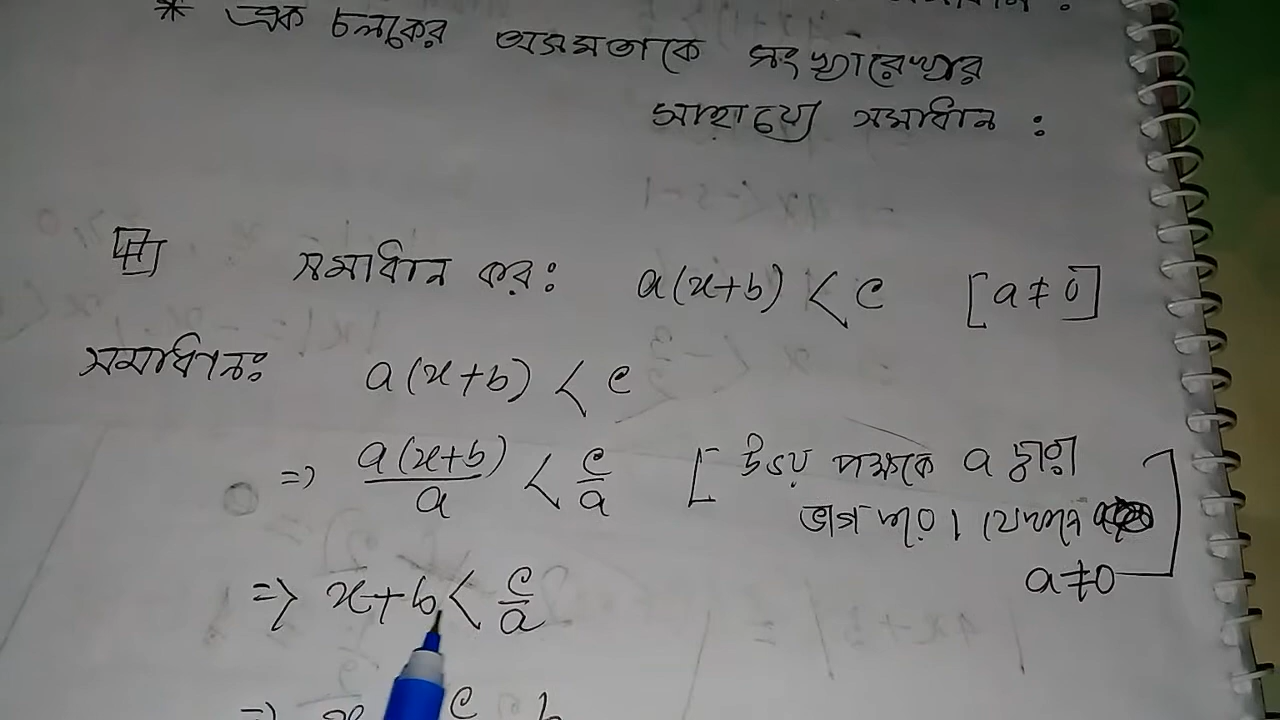 * এক চলকের অসমতাকে সংখ্যারেখার
সাহায্যে সমাধান :
সমাধান কর: a(x+b) < c [a≠0]
সমাধান: a(x+b) < c
=> a(x+b)/a < c/a [উভয় পক্ষকে a দ্বারা
ভাগ করে। যেখানে
a≠0]
=> x+b < c/a